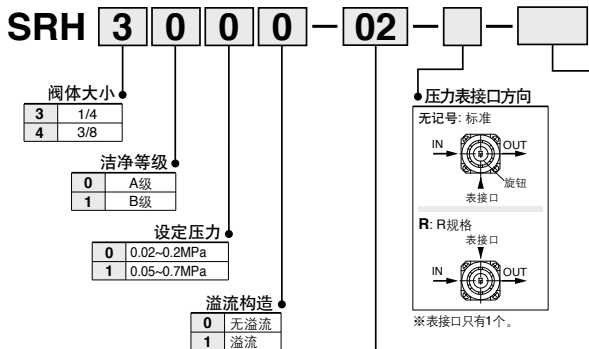 SRH 3 0 0 0 — 02 —  —
阀体大小
3 1/4
4 3/8
洁净等级
0 A级
1 B级
设定压力
0 0.02~0.2MPa
1 0.05~0.7MPa
溢流构造
0 无溢流
1 溢流
压力表接口方向
无记号: 标准
IN OUT
旋钮
表接口
R: R规格
表接口
IN OUT
※表接口只有1个。